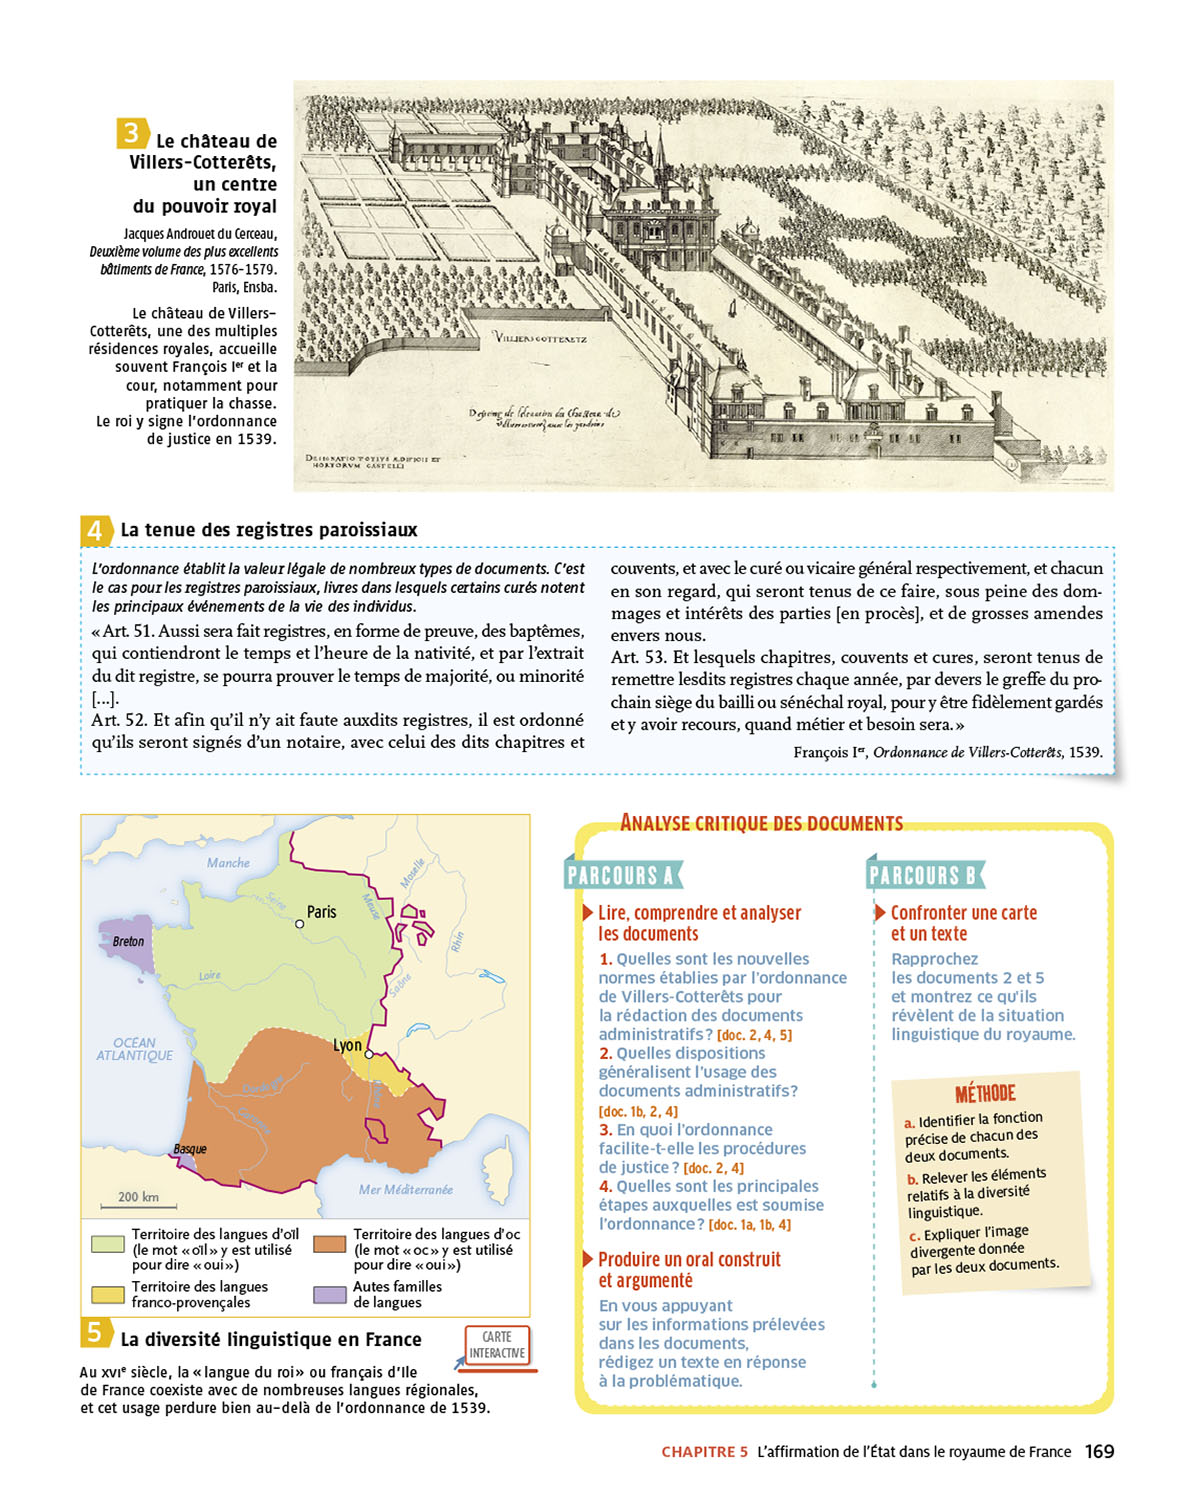 3 Le château de
Villers-Cotterêts,
un centre
du pouvoir royal
Jacques Androuet du Cerceau,
Deuxième volume des plus excellents
bâtiments de France, 1576-1579.
Paris, Ensba.
Le château de Villers-
Cotterêts, une des multiples
résidences royales, accueille
souvent François Ier et la
cour, notamment pour
pratiquer la chasse.
Le roi y signe l'ordonnance
de justice en 1539.
VILLIERSCOTTERETZ
DESIGNATIO TOTIVS ÆDIFICII ET
HORTORVM CASTELLI
4 La tenue des registres paroissiaux
L'ordonnance établit la valeur légale de nombreux types de documents. C'est
le cas pour les registres paroissiaux, livres dans lesquels certains curés notent
les principaux événements de la vie des individus.
« Art. 51. Aussi sera fait registres, en forme de preuve, des baptêmes,
qui contiendront le temps et l'heure de la nativité, et par l'extrait
du dit registre, se pourra prouver le temps de majorité, ou minorité
[...].
Art. 52. Et afin qu'il n'y ait faute auxdits registres, il est ordonné
qu'ils seront signés d'un notaire, avec celui des dits chapitres et
couvents, et avec le curé ou vicaire général respectivement, et chacun
en son regard, qui seront tenus de ce faire, sous peine des dom-
mages et intérêts des parties [en procès], et de grosses amendes
envers nous.
Art. 53. Et lesquels chapitres, couvents et cures, seront tenus de
remettre lesdits registres chaque année, par devers le greffe du pro-
chain siège du bailli ou sénéchal royal, pour y être fidèlement gardés
et y avoir recours, quand métier et besoin sera. »
François Ier, Ordonnance de Villers-Cotterêts, 1539.
Manche
Seine
Paris
Meuse
Moselle
Rhin
Breton
Loire
Saône
OCÉAN
ATLANTIQUE
Lyon
Dordogne
Garonne
Rhône
Basque
Mer Méditerranée
200 km
Territoire des langues d'oïl
(le mot « oïl » y est utilisé
pour dire « oui »)
Territoire des langues
franco-provençales
Territoire des langues d'oc
(le mot « oc » y est utilisé
pour dire « oui »)
Autes familles
de langues
5 La diversité linguistique en France
CARTE
INTERACTIVE
Au XVIe siècle, la « langue du roi » ou français d'Ile
de France coexiste avec de nombreuses langues régionales,
et cet usage perdure bien au-delà de l'ordonnance de 1539.
ANALYSE CRITIQUE DES DOCUMENTS
PARCOURS A
Lire, comprendre et analyser
les documents
1. Quelles sont les nouvelles
normes établies par l'ordonnance
de Villers-Cotterêts pour
la rédaction des documents
administratifs ? [doc. 2, 4, 5]
2. Quelles dispositions
généralisent l'usage des
documents administratifs?
[doc. 1b, 2, 4]
3. En quoi l'ordonnance
facilite-t-elle les procédures
de justice ? [doc. 2, 4]
4. Quelles sont les principales
étapes auxquelles est soumise
l'ordonnance ? [doc. 1a, 1b, 4]
Produire un oral construit
et argumenté
En vous appuyant
sur les informations prélevées
dans les documents,
rédigez un texte en réponse
à la problématique.
PARCOURS B
Confronter une carte
et un texte
Rapprochez
les documents 2 et 5
et montrez ce qu'ils
révèlent de la situation
linguistique du royaume.
MÉTHODE
a. Identifier la fonction
précise de chacun des
deux documents.
b. Relever les éléments
relatifs à la diversité
linguistique.
c. Expliquer l'image
divergente donnée
par les deux documents.
CHAPITRE 5 L'affirmation de l'État dans le royaume de France 169